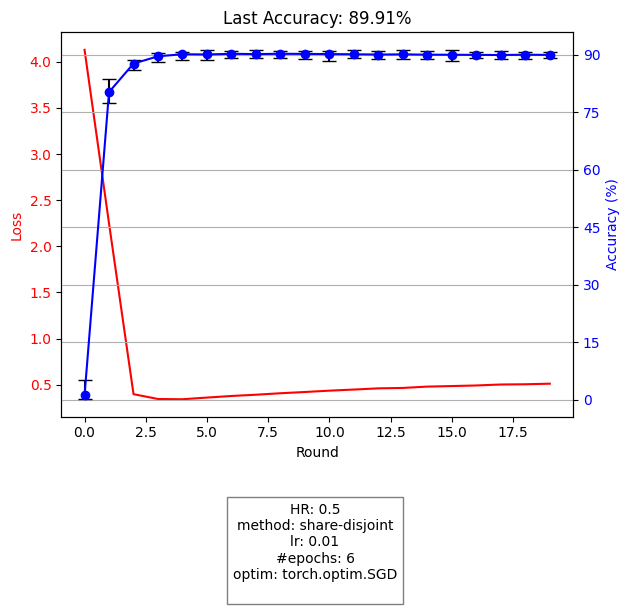 Last Accuracy: 89.91%
4.0
3.5
3.0
2.5
2.0
1.5
1.0
0.5
Loss
90
75
60
45
30
15
0
Accuracy (%)
0.0 2.5 5.0 7.5 10.0 12.5 15.0 17.5
Round
HR: 0.5
method: share-disjoint
lr: 0.01
#epochs: 6
optim: torch.optim.SGD